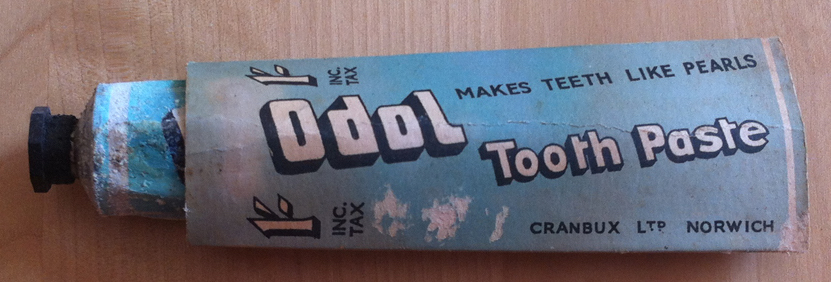 1/- INC. TAX
Odol
MAKES TEETH LIKE PEARLS
Tooth Paste
1/- INC. TAX
CRANBUX LTD NORWICH